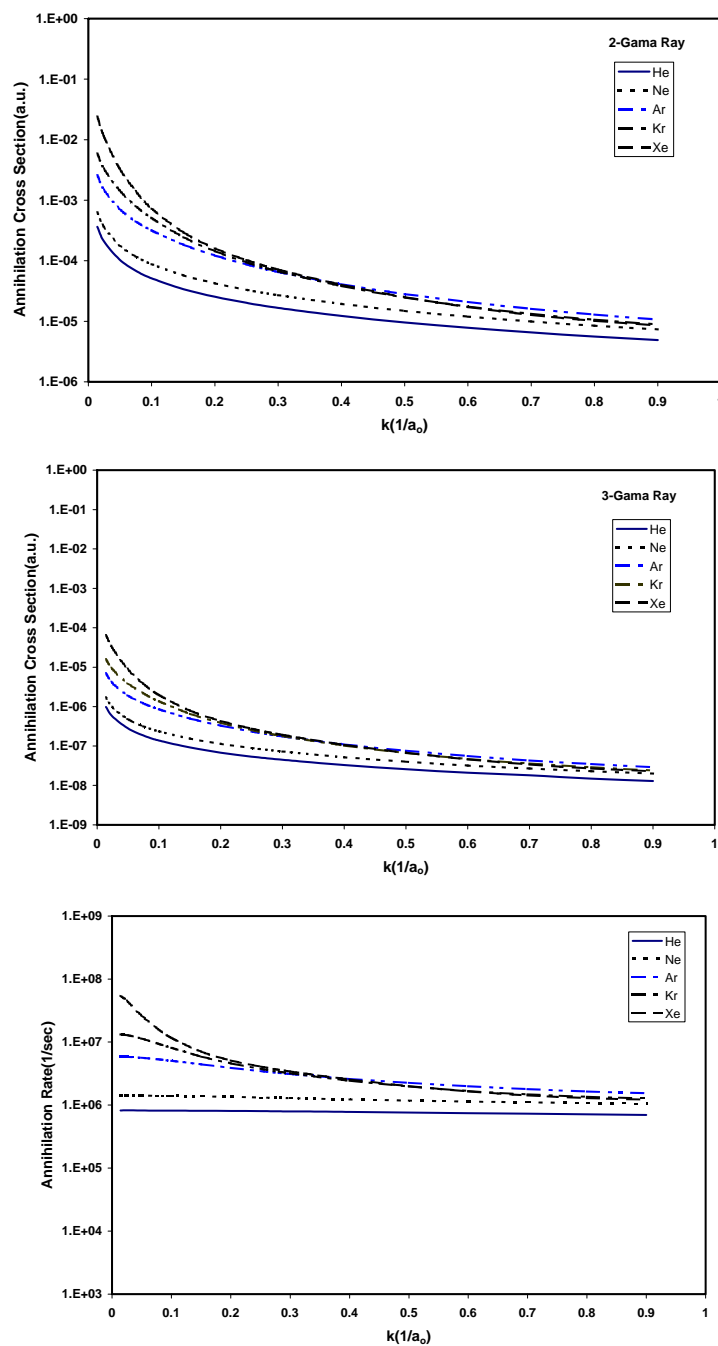 1.E+00
1.E-01
1.E-02
1.E-03
1.E-04
1.E-05
1.E-06
Annihilation Cross Section(a.u.)
2-Gama Ray
He
Ne
Ar
Kr
Xe
0 0.1 0.2 0.3 0.4 0.5 0.6 0.7 0.8 0.9 1
k(1/aₒ)
1.E+00
1.E-01
1.E-02
1.E-03
1.E-04
1.E-05
1.E-06
1.E-07
1.E-08
1.E-09
Annihilation Cross Section(a.u.)
3-Gama Ray
He
Ne
Ar
Kr
Xe
0 0.1 0.2 0.3 0.4 0.5 0.6 0.7 0.8 0.9 1
k(1/aₒ)
1.E+09
1.E+08
1.E+07
1.E+06
1.E+05
1.E+04
1.E+03
Annihilation Rate(1/sec)
He
Ne
Ar
Kr
Xe
0 0.1 0.2 0.3 0.4 0.5 0.6 0.7 0.8 0.9 1
k(1/aₒ)